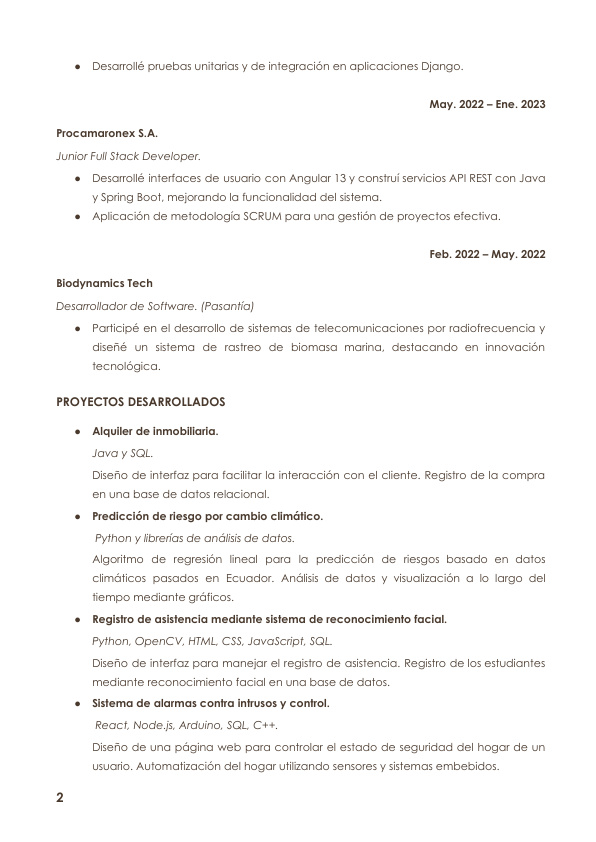 ● Desarrollé pruebas unitarias y de integración en aplicaciones Django.
May. 2022 – Ene. 2023
Procamaronex S.A.
Junior Full Stack Developer.
● Desarrollé interfaces de usuario con Angular 13 y construí servicios API REST con Java
y Spring Boot, mejorando la funcionalidad del sistema.
● Aplicación de metodología SCRUM para una gestión de proyectos efectiva.
Feb. 2022 – May. 2022
Biodynamics Tech
Desarrollador de Software. (Pasantía)
● Participé en el desarrollo de sistemas de telecomunicaciones por radiofrecuencia y
diseñé un sistema de rastreo de biomasa marina, destacando en innovación
tecnológica.
PROYECTOS DESARROLLADOS
● Alquiler de inmobiliaria.
Java y SQL.
Diseño de interfaz para facilitar la interacción con el cliente. Registro de la compra
en una base de datos relacional.
● Predicción de riesgo por cambio climático.
Python y librerías de análisis de datos.
Algoritmo de regresión lineal para la predicción de riesgos basado en datos
climáticos pasados en Ecuador. Análisis de datos y visualización a lo largo del
tiempo mediante gráficos.
● Registro de asistencia mediante sistema de reconocimiento facial.
Python, OpenCV, HTML, CSS, JavaScript, SQL.
Diseño de interfaz para manejar el registro de asistencia. Registro de los estudiantes
mediante reconocimiento facial en una base de datos.
● Sistema de alarmas contra intrusos y control.
React, Node.js, Arduino, SQL, C++.
Diseño de una página web para controlar el estado de seguridad del hogar de un
usuario. Automatización del hogar utilizando sensores y sistemas embebidos.
2